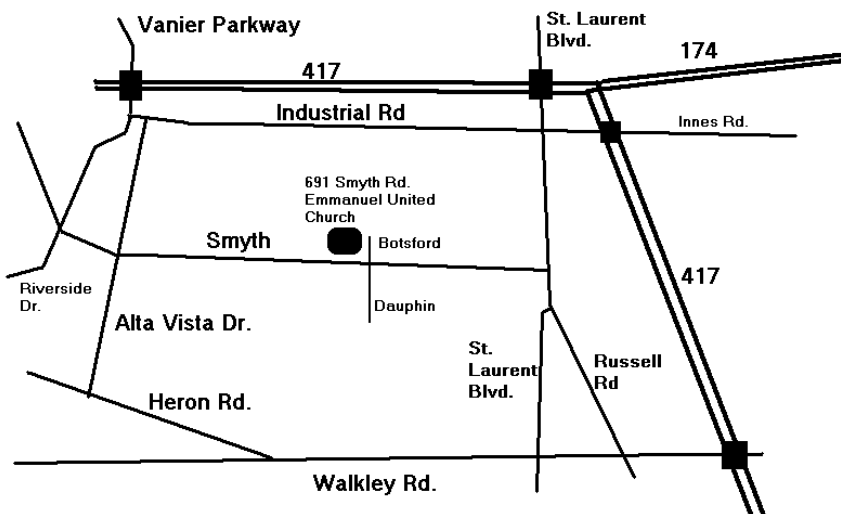 Vanier Parkway
St. Laurent
Blvd.
174
417
Industrial Rd
Innes Rd.
691 Smyth Rd.
Emmanuel United
Church
Smyth
Botsford
417
Riverside
Dr.
Dauphin
Alta Vista Dr.
St.
Laurent
Blvd.
Russell
Rd
Heron Rd.
Walkley Rd.